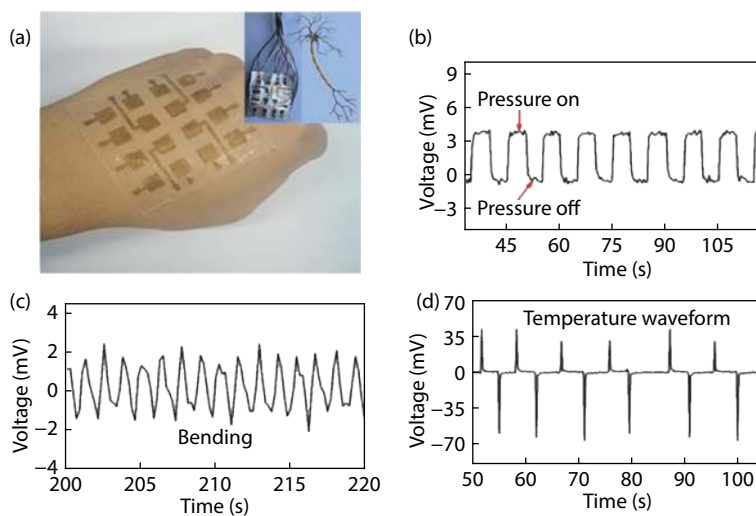 (a)
(b)
9
6
3
0
−3
Voltage (mV)
Pressure on
Pressure off
45 60 75 90 105
Time (s)
(c)
4
2
0
−2
−4
Voltage (mV)
Bending
200 205 210 215 220
Time (s)
(d)
70
35
0
−35
−70
Voltage (mV)
Temperature waveform
50 60 70 80 90 100
Time (s)